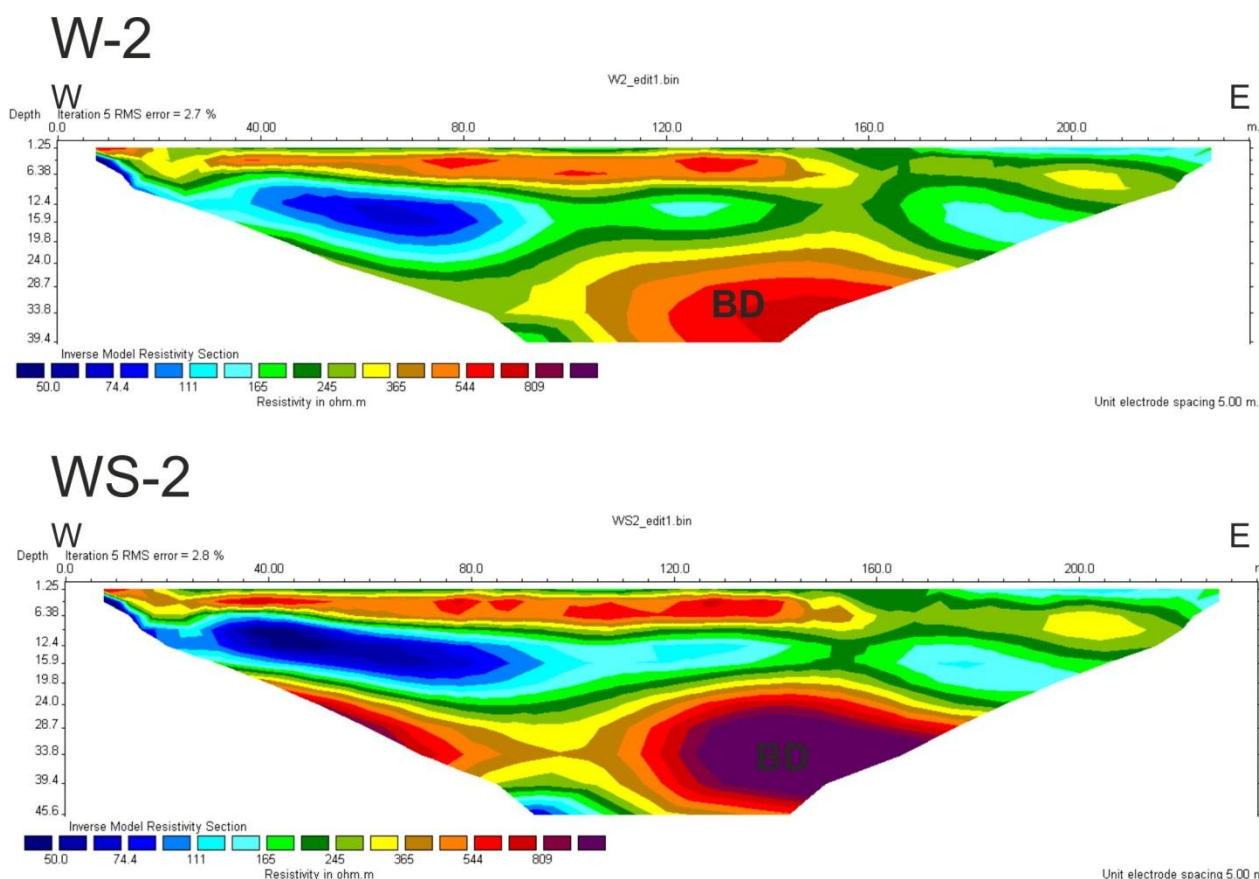 W-2
W2_edit1.bin
W E
Depth Iteration 5 RMS error = 2.7 %
0.0 40.00 80.0 120.0 160.0 200.0 m.
1.25
6.38
12.4
15.9
19.8
24.0
28.7
33.8
39.4
BD
Inverse Model Resistivity Section
50.0 74.4 111 165 245 365 544 809
Resistivity in ohm.m
Unit electrode spacing 5.00 m.
WS-2
WS2_edit1.bin
W E
Depth Iteration 5 RMS error = 2.8 %
0.0 40.00 80.0 120.0 160.0 200.0
1.25
6.38
12.4
15.9
19.8
24.0
28.7
33.8
39.4
45.6
BD
Inverse Model Resistivity Section
50.0 74.4 111 165 245 365 544 809
Resistivity in ohm.m
Unit electrode spacing 5.00 m